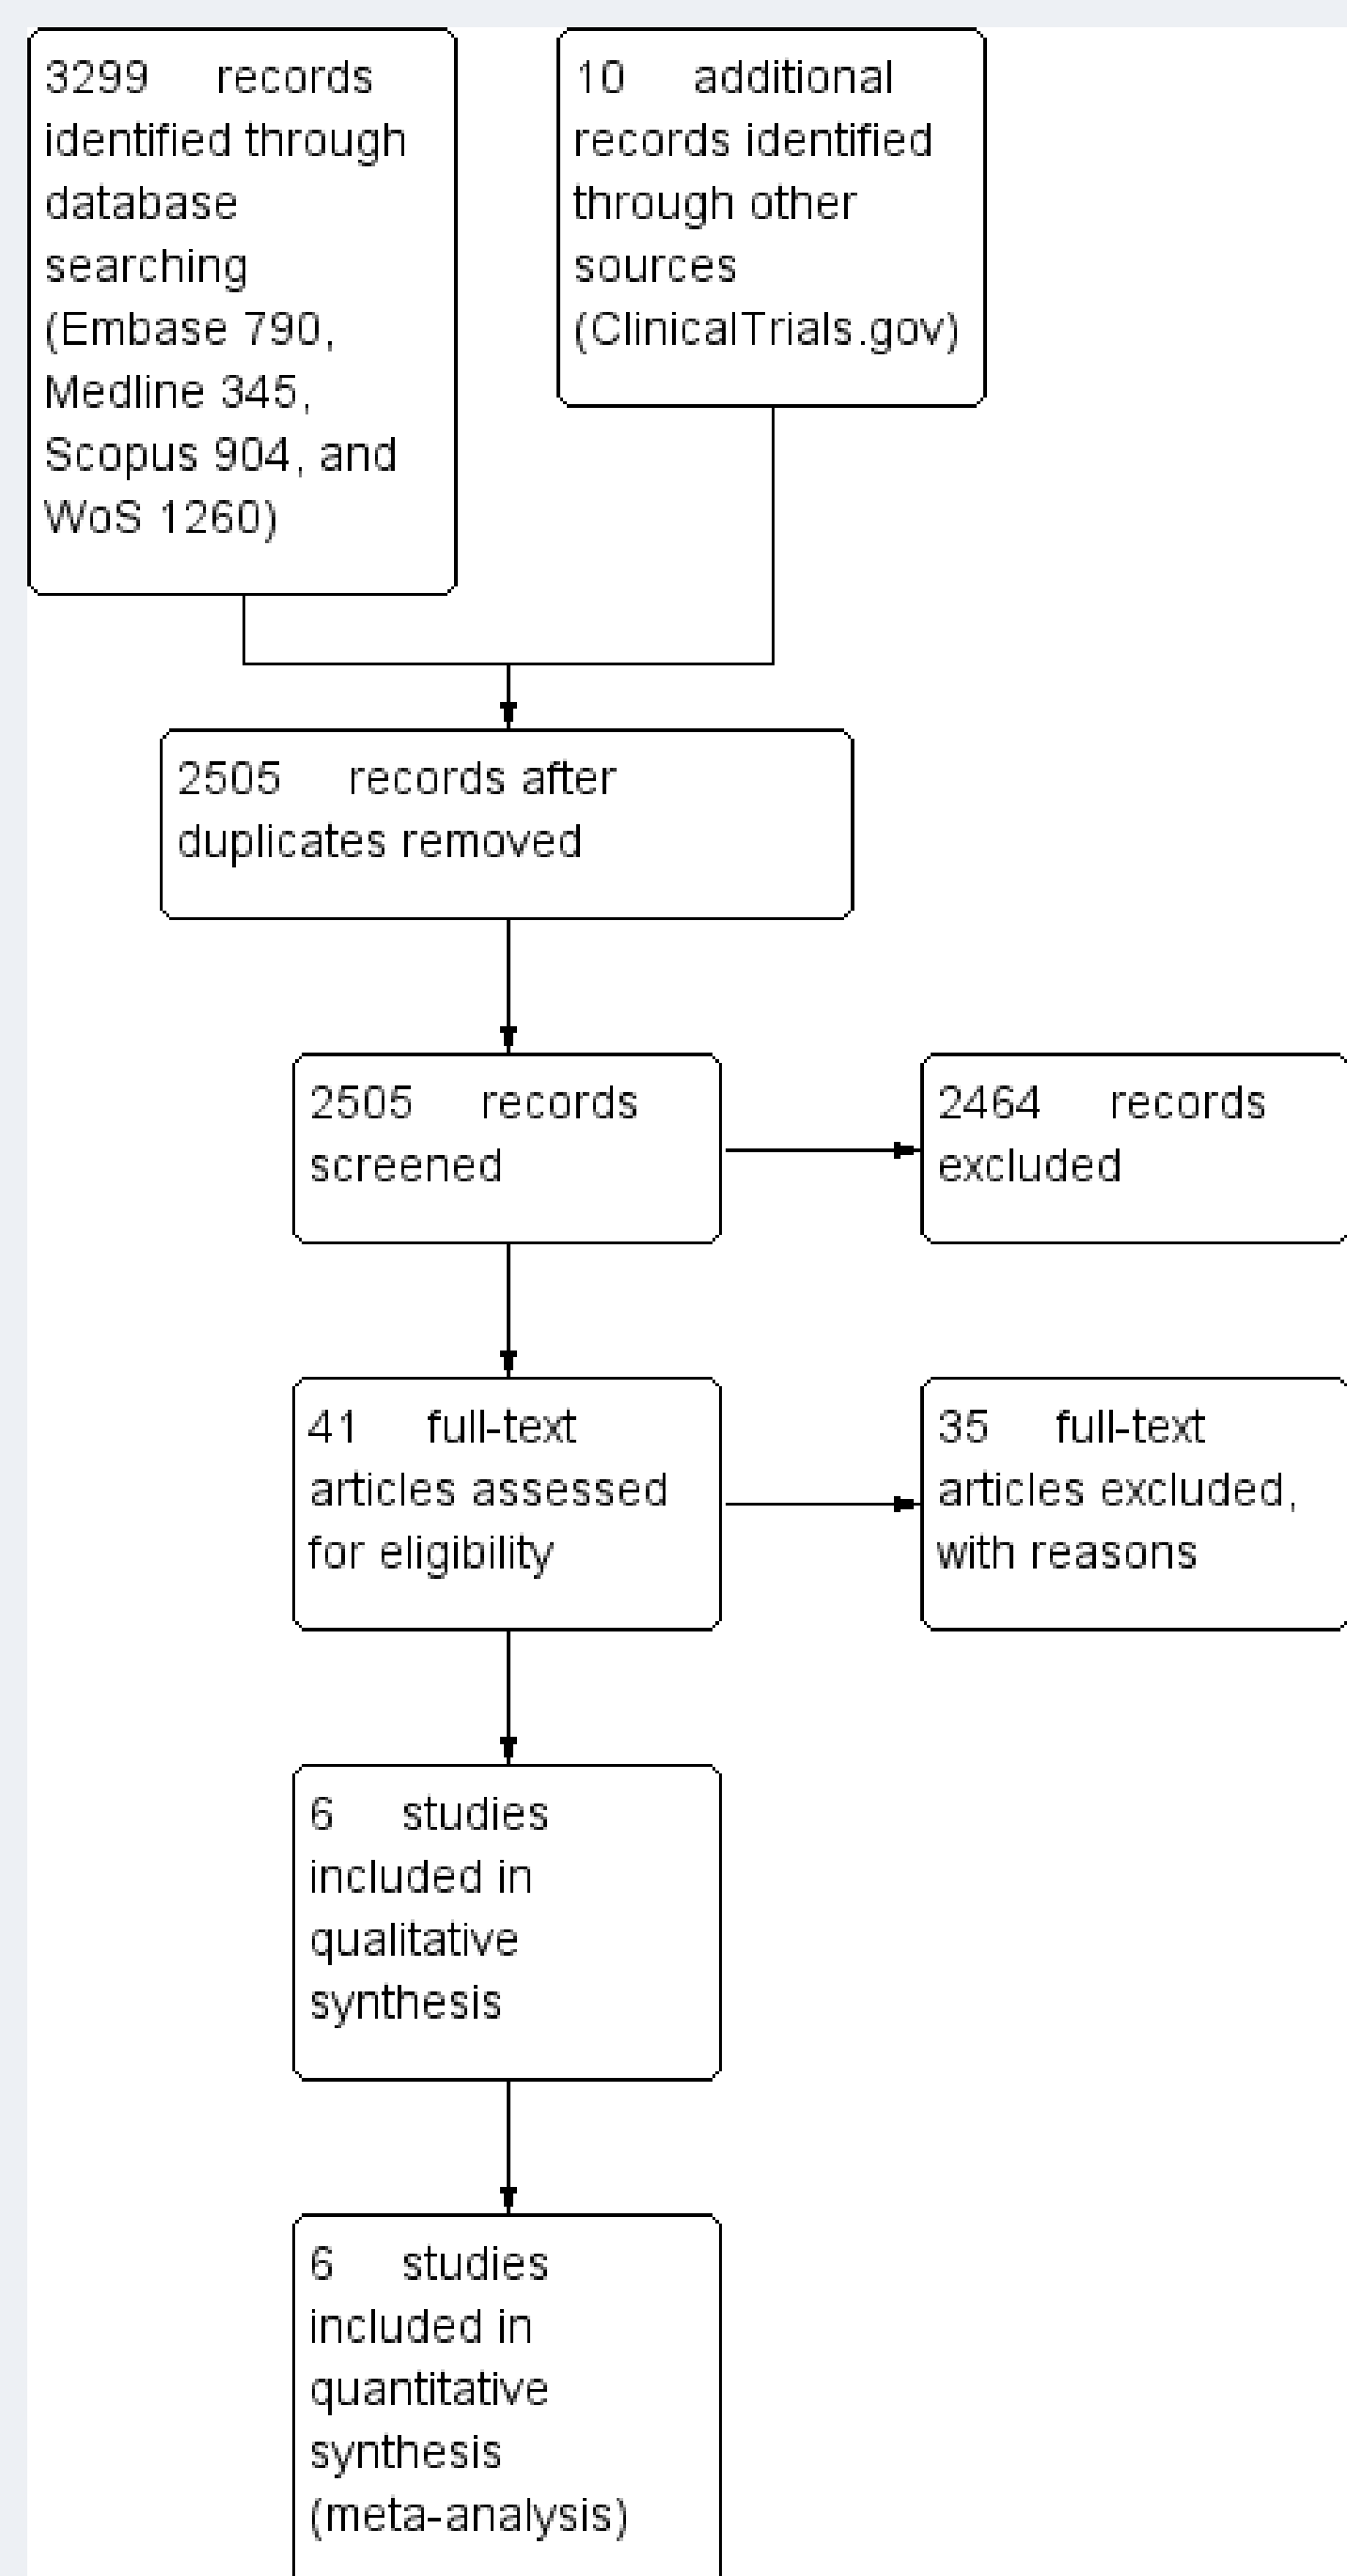 3299 records
identified through
database
searching
(Embase 790,
Medline 345,
Scopus 904, and
WoS 1260)
10 additional
records identified
through other
sources
(ClinicalTrials.gov)
2505 records after
duplicates removed
2505 records
screened
2464 records
excluded
41 full-text
articles assessed
for eligibility
35 full-text
articles excluded,
with reasons
6 studies
included in
qualitative
synthesis
6 studies
included in
quantitative
synthesis
(meta-analysis)